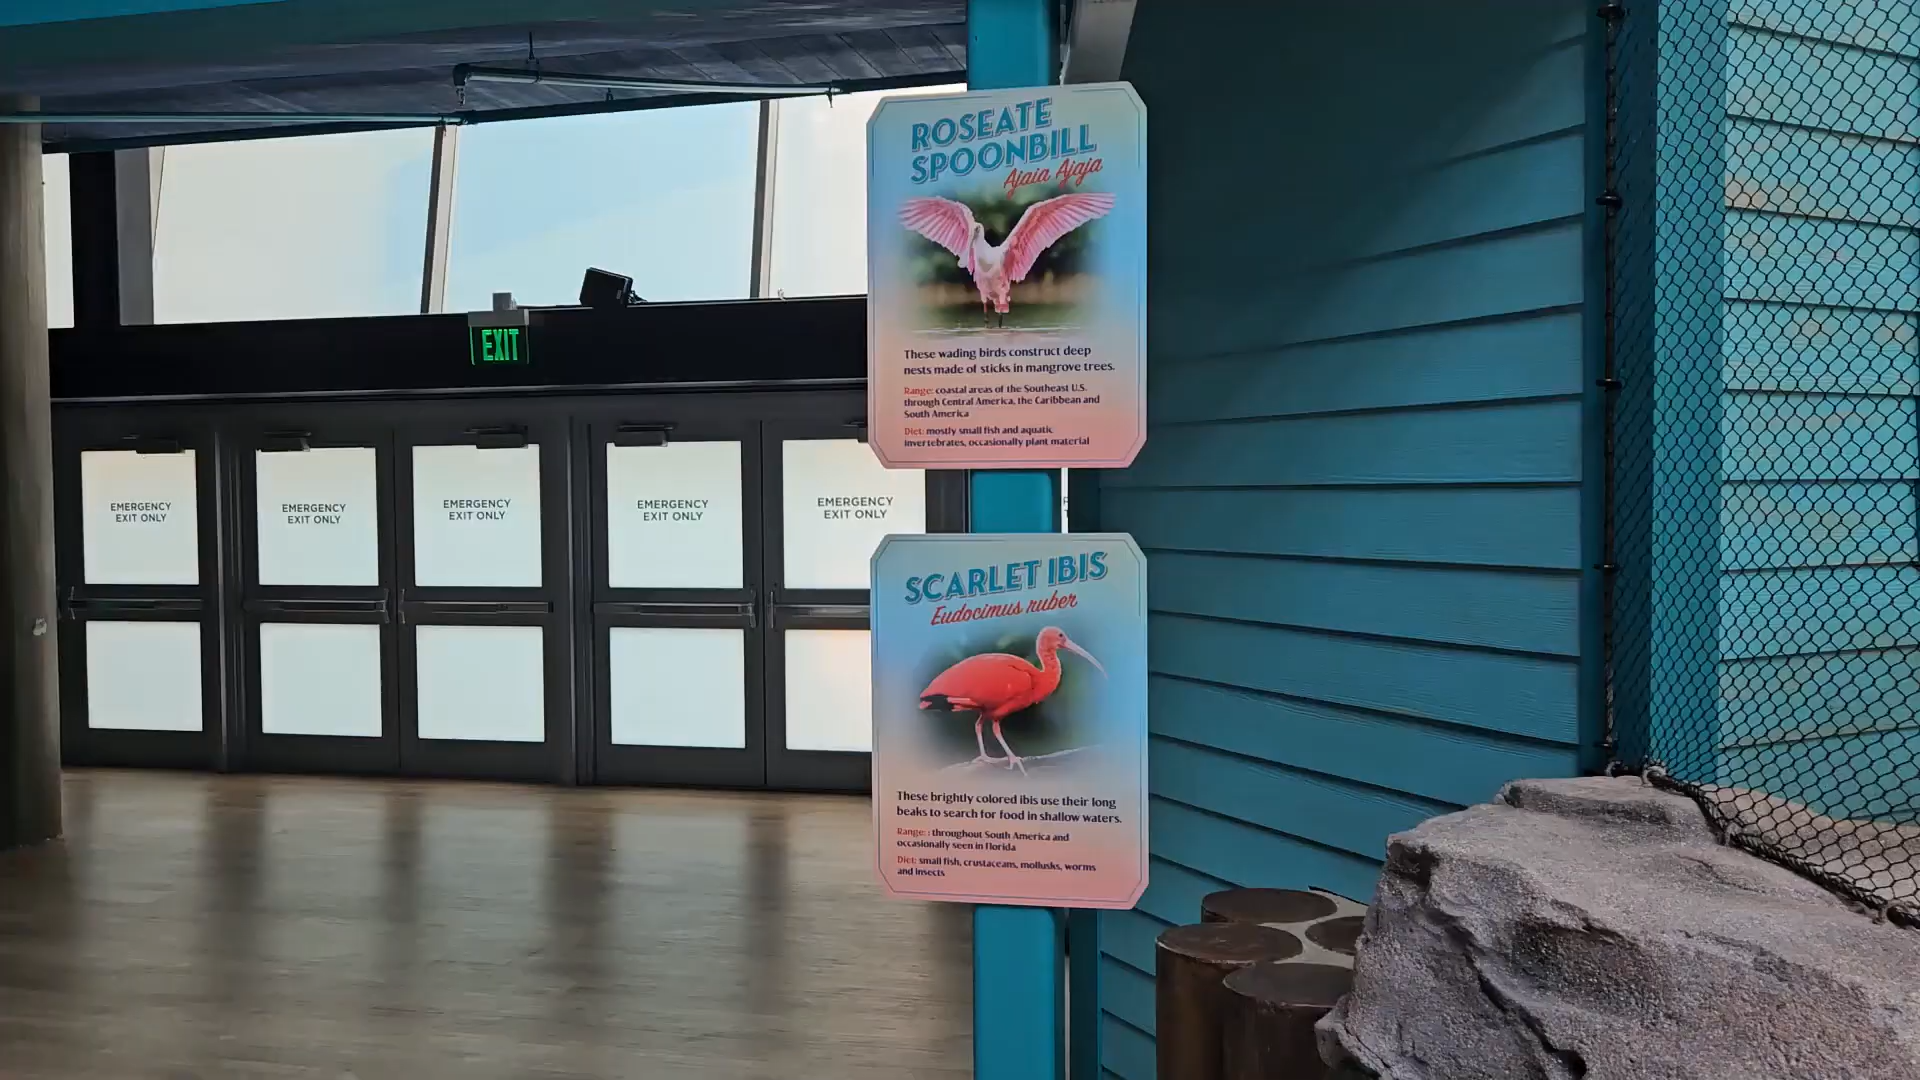 ROSEATE
SPOONBILL
Ajaia Ajaja
These wading birds construct deep
nests made of sticks in mangrove trees.
Range: coastal areas of the Southeast U.S.
through Central America, the Caribbean and
South America
Diet: mostly small fish and aquatic
invertebrates, occasionally plant material
EXIT
EMERGENCY
EXIT ONLY
EMERGENCY
EXIT ONLY
EMERGENCY
EXIT ONLY
EMERGENCY
EXIT ONLY
EMERGENCY
EXIT ONLY
SCARLET IBIS
Eudocimus ruber
These brightly colored ibis use their long
beaks to search for food in shallow waters.
Range: : throughout South America and
occasionally seen in florida
Diet: small fish, crustaceans, mollusks, worms
and insects